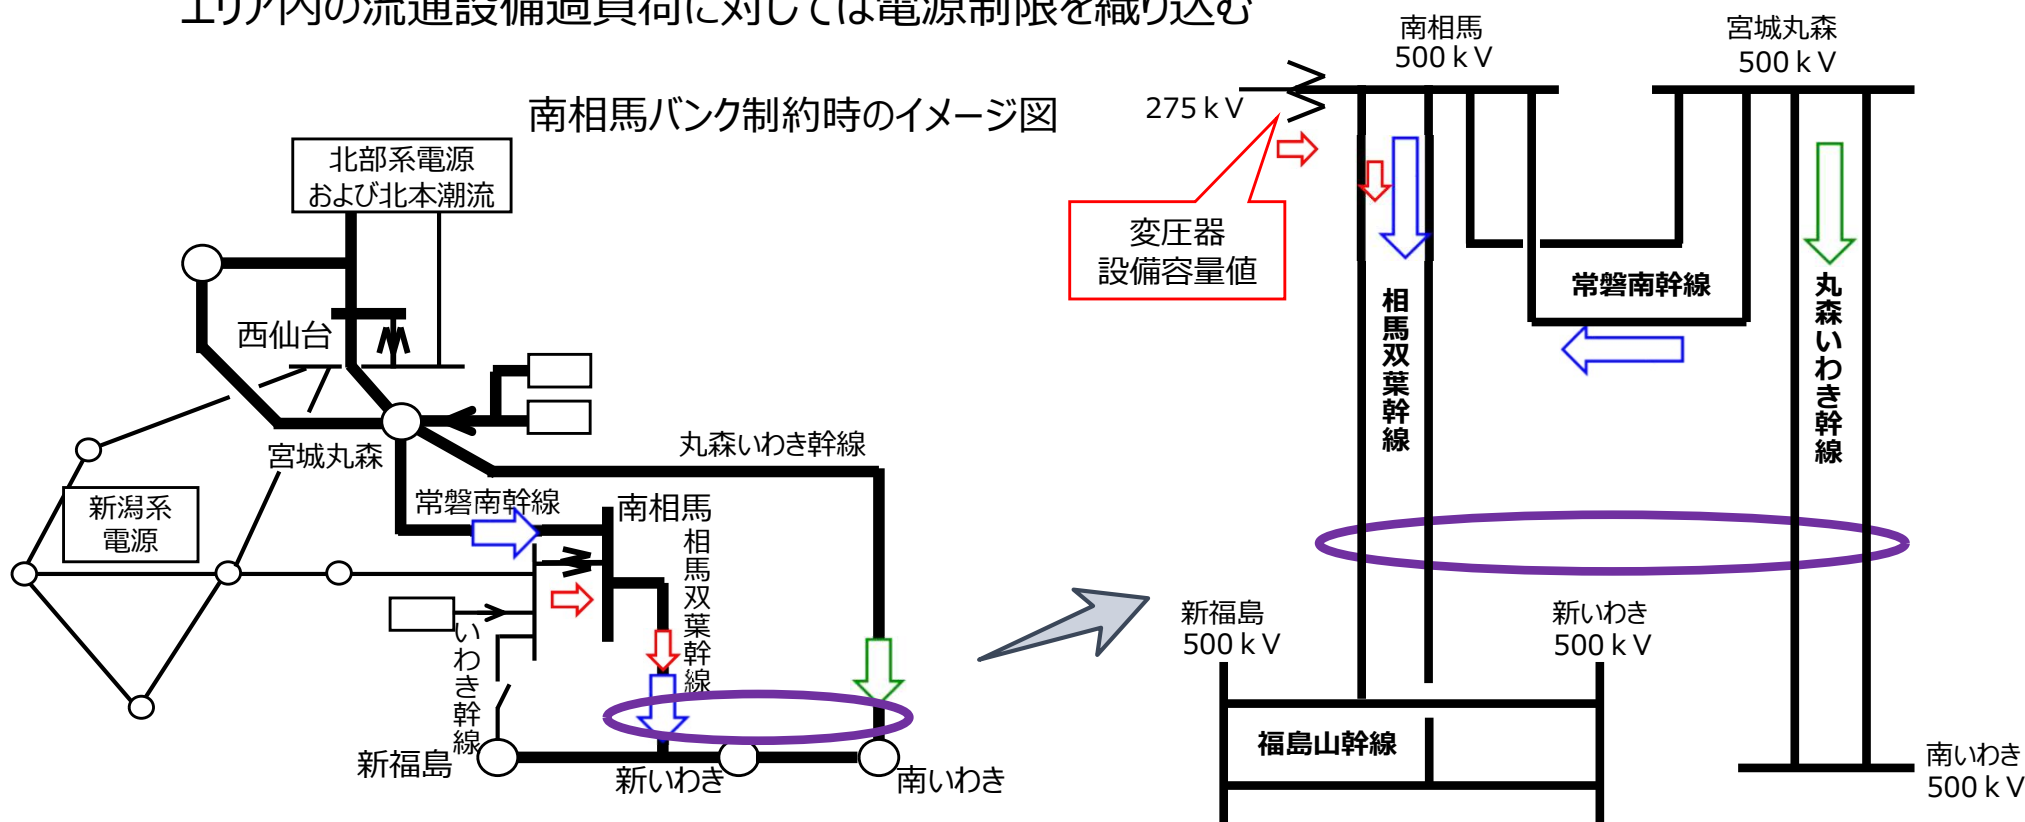 エリア内の流通設備過負荷に対しては電源制限を織り込む
南相馬バンク制約時のイメージ図
北部系電源
および北本潮流
西仙台
宮城丸森
新潟系
電源
丸森いわき幹線
常磐南幹線
南相馬
相馬双葉幹線
いわき幹線
新福島
新いわき
南いわき
南相馬
500ｋV
宮城丸森
500ｋV
275ｋV
変圧器
設備容量値
常磐南幹線
相馬双葉幹線
丸森いわき幹線
新福島
500ｋV
新いわき
500ｋV
福島山幹線
南いわき
500ｋV